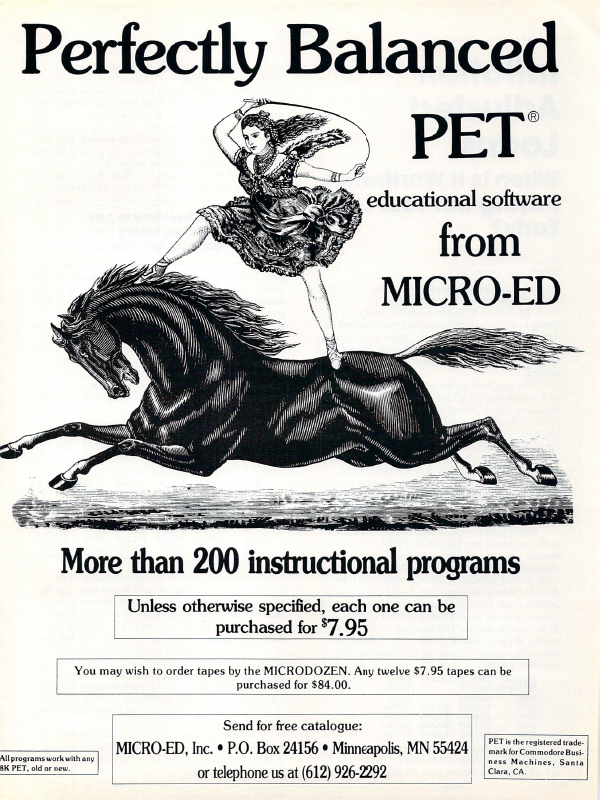 Perfectly Balanced
PET®
educational software
from
MICRO-ED
More than 200 instructional programs
Unless otherwise specified, each one can be
purchased for $7.95
You may wish to order tapes by the MICRODOZEN. Any twelve $7.95 tapes can be
purchased for $84.00.
Send for free catalogue:
MICRO-ED, Inc. • P.O. Box 24156 • Minneapolis, MN 55424
or telephone us at (612) 926-2292
All programs work with any
8K PET, old or new.
PET is the registered trade-
mark for Commodore Busi-
ness Machines, Santa
Clara, CA.